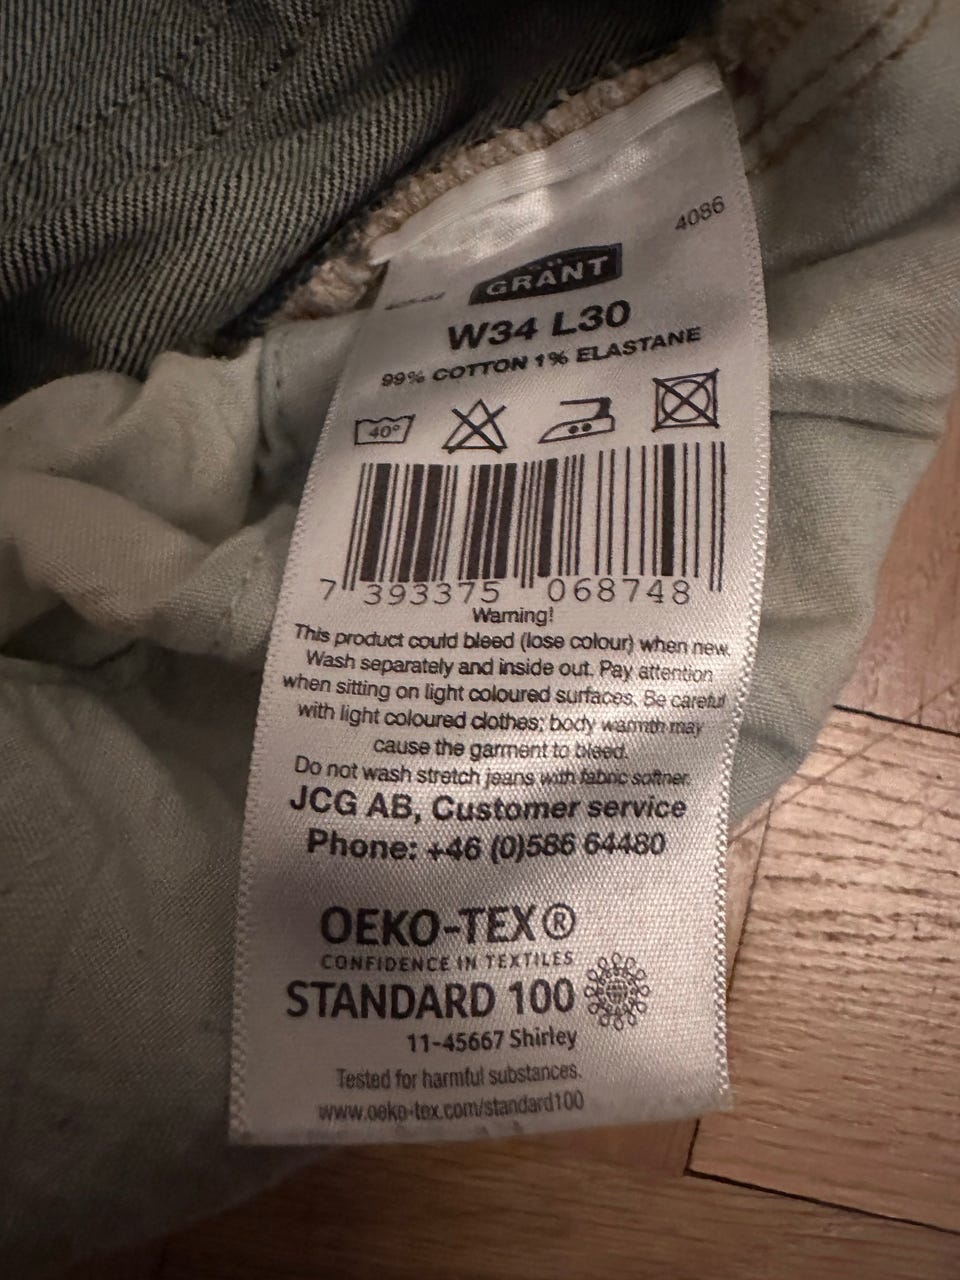 4086
GRANT
W34 L30
99% COTTON 1% ELASTANE
40°
7 393375 068748
Warning!
This product could bleed (lose colour) when new.
Wash separately and inside out. Pay attention
when sitting on light coloured surfaces. Be careful
with light coloured clothes; body warmth may
cause the garment to bleed.
Do not wash stretch jeans with fabric softner.
JCG AB, Customer service
Phone: +46 (0)586 64480
OEKO-TEX®
CONFIDENCE IN TEXTILES
STANDARD 100
11-45667 Shirley
Tested for harmful substances.
www.oeko-tex.com/standard100